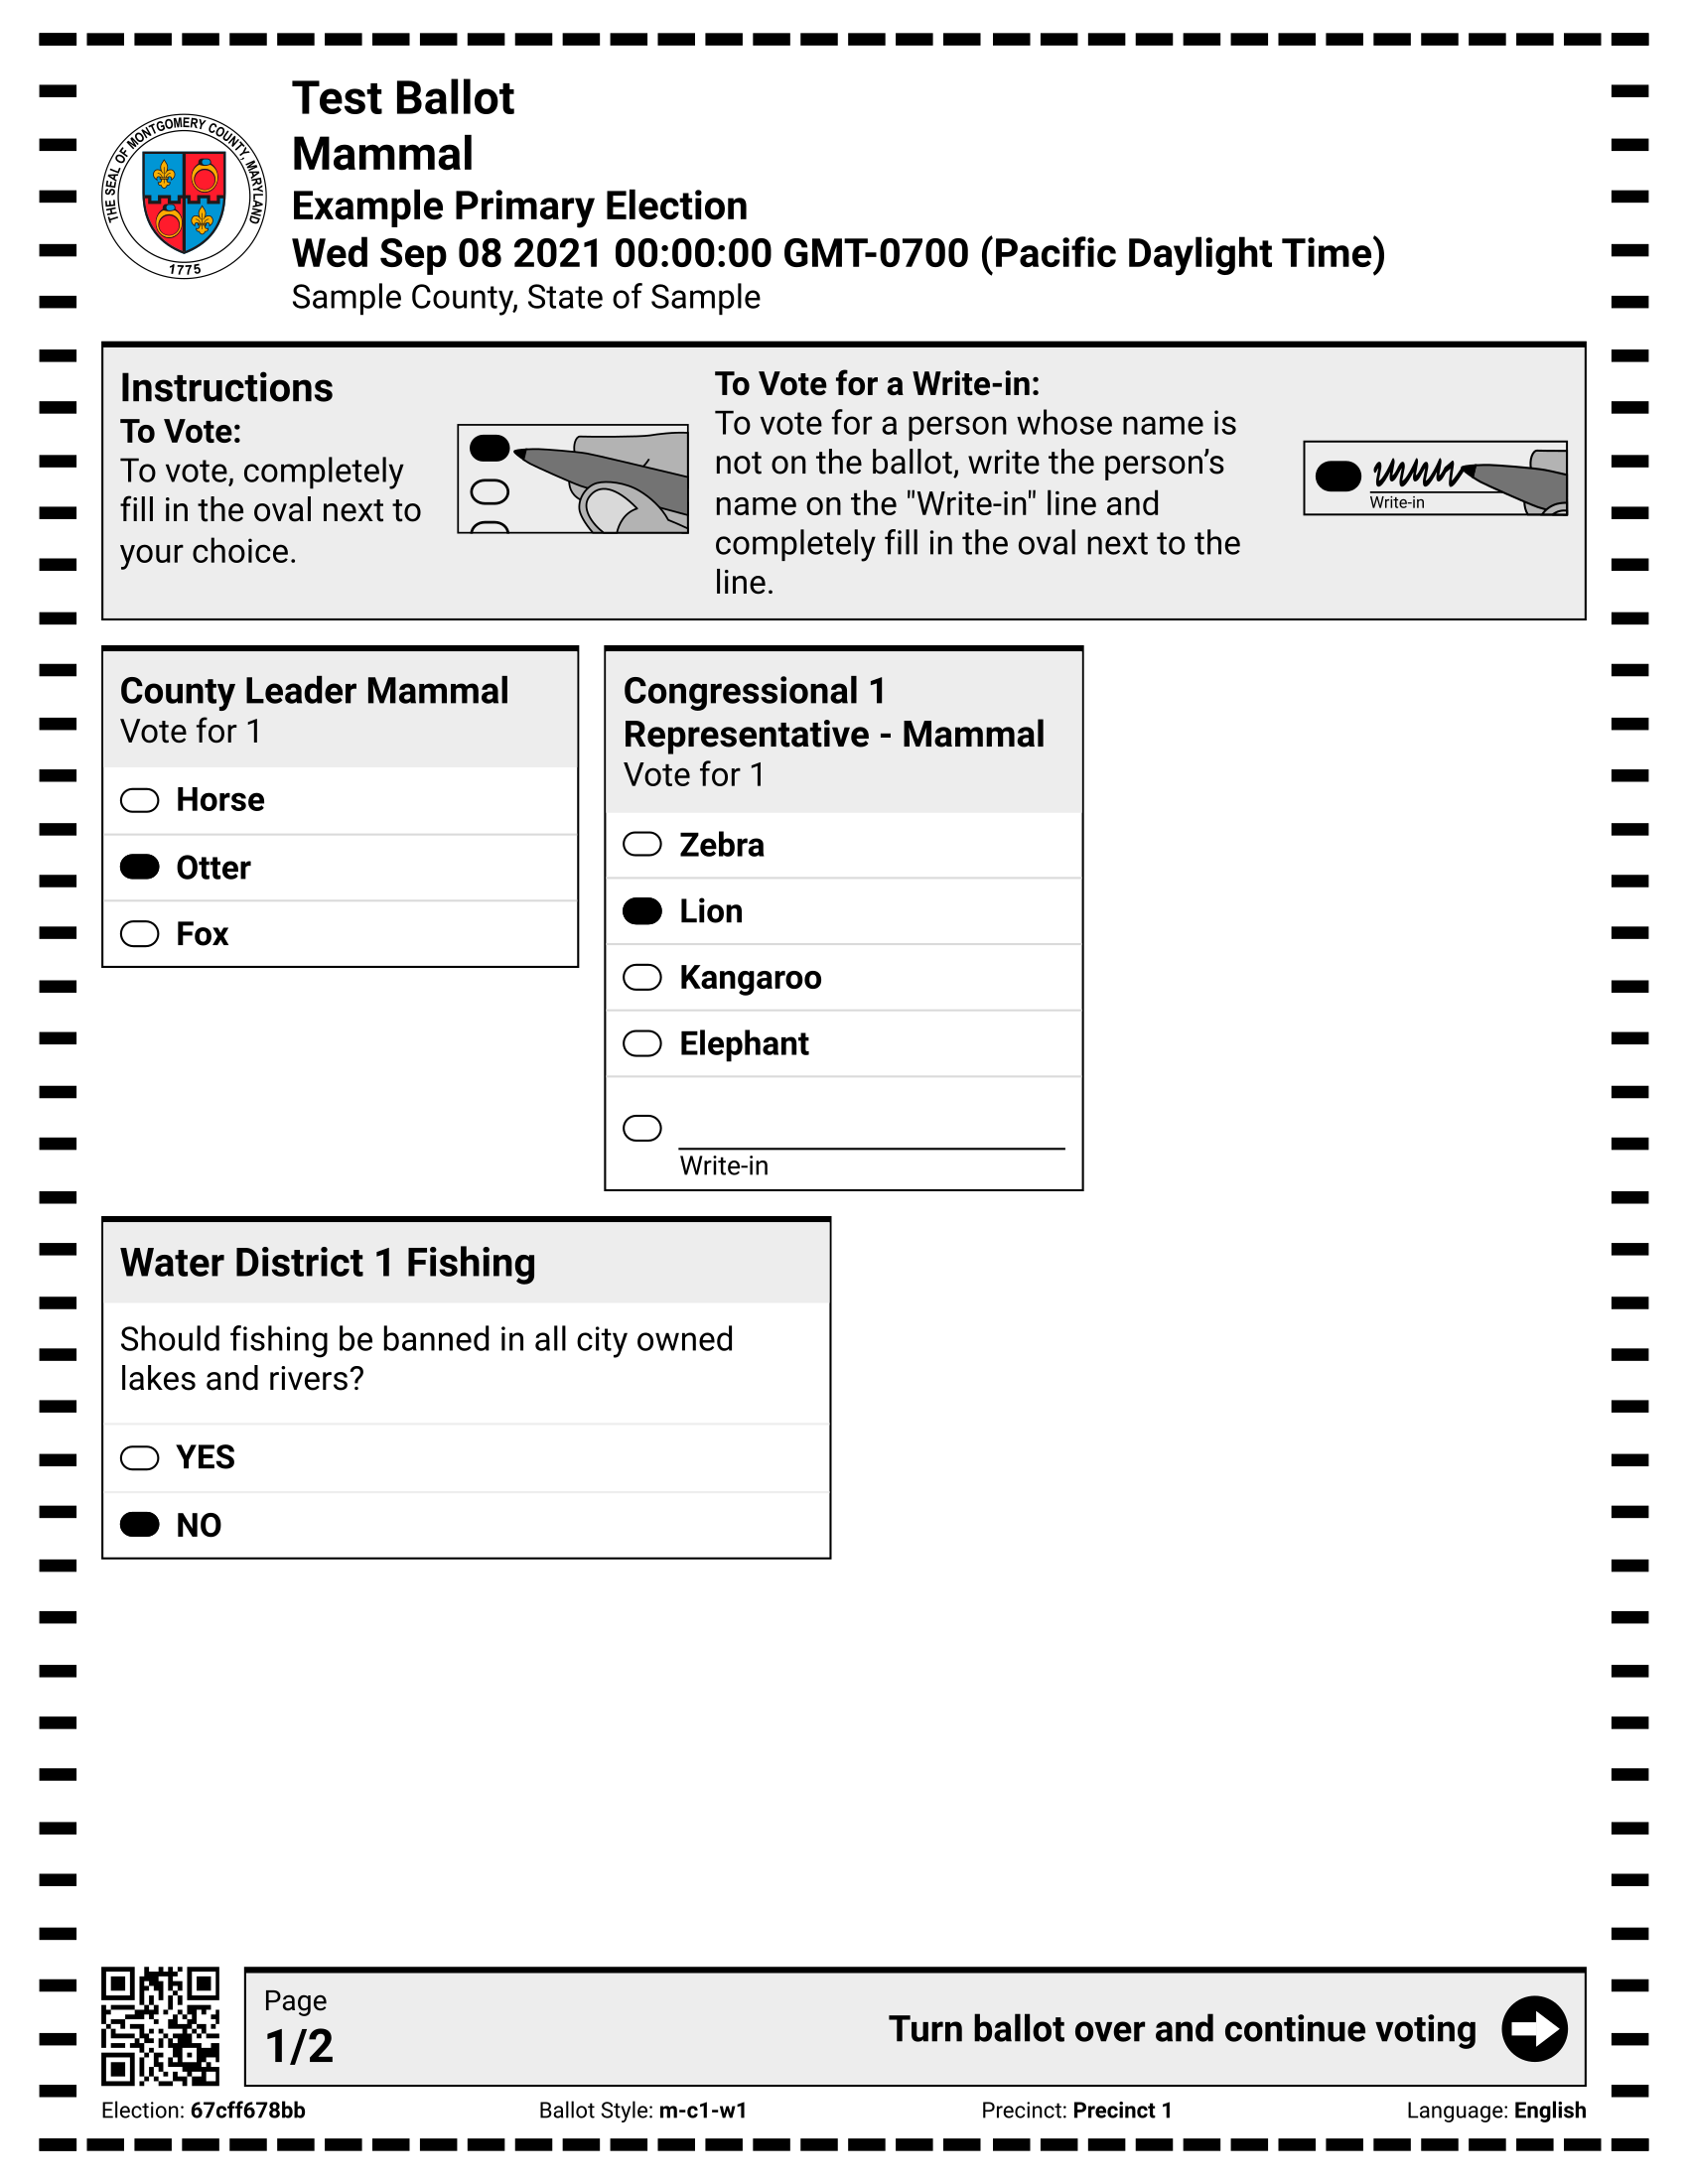 THE SEAL OF MONTGOMERY COUNTY, MARYLAND
1775
Test Ballot
Mammal
Example Primary Election
Wed Sep 08 2021 00:00:00 GMT-0700 (Pacific Daylight Time)
Sample County, State of Sample
Instructions
To Vote:
To vote, completely
fill in the oval next to
your choice.
To Vote for a Write-in:
To vote for a person whose name is
not on the ballot, write the person’s
name on the "Write-in" line and
completely fill in the oval next to the
line.
Write-in
County Leader Mammal
Vote for 1
Horse
Otter
Fox
Congressional 1
Representative - Mammal
Vote for 1
Zebra
Lion
Kangaroo
Elephant
Write-in
Water District 1 Fishing
Should fishing be banned in all city owned
lakes and rivers?
YES
NO
Page
1/2
Turn ballot over and continue voting
Election: 67cff678bb
Ballot Style: m-c1-w1
Precinct: Precinct 1
Language: English